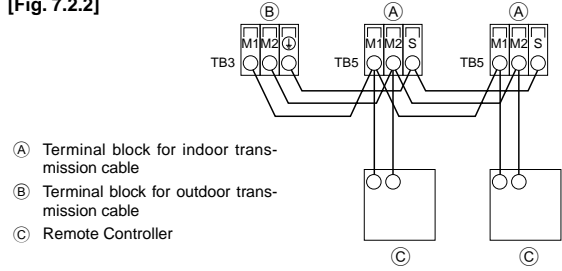 [Fig. 7.2.2]
Ⓑ Ⓐ Ⓐ
M1 M2 M1 M2 S M1 M2 S
TB3 TB5 TB5
Ⓐ Terminal block for indoor trans-
mission cable
Ⓑ Terminal block for outdoor trans-
mission cable
Ⓒ Remote Controller
Ⓒ Ⓒ